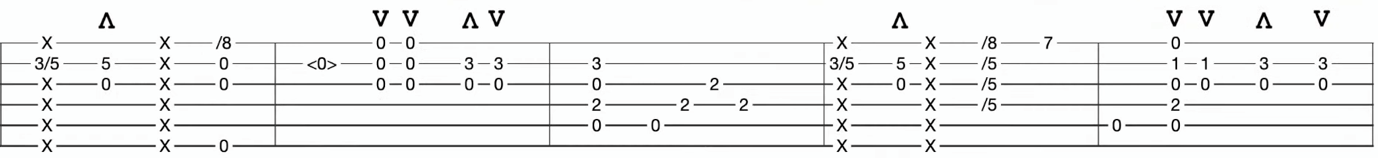 Λ V V Λ V Λ V V Λ V
X X /8 0 0 X X /8 7 0
3/5 5 X 0 <0> 0 0 3 3 3 3/5 5 X /5 1 1 3 3
X 0 X 0 0 0 0 0 0 2 X 0 X /5 0 0 0 0
X X 2 2 2 X X /5 2
X X 0 0 X X 0 0
X X 0 X X